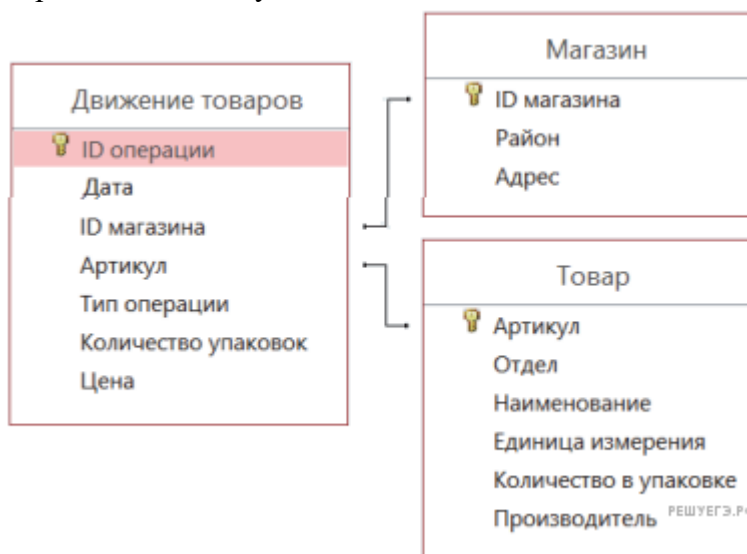 Движение товаров
ID операции
Дата
ID магазина
Артикул
Тип операции
Количество упаковок
Цена
Магазин
ID магазина
Район
Адрес
Товар
Артикул
Отдел
Наименование
Единица измерения
Количество в упаковке
Производитель